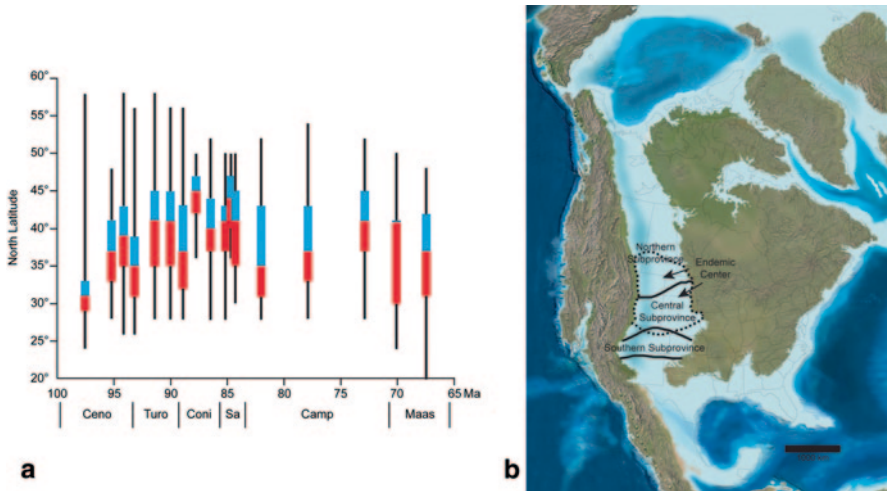 60°
55°
50°
45°
40°
35°
30°
25°
20°
North Latitude
100 95 90 85 80 75 70 65 Ma
Ceno Turo Coni Sa Camp Maas
a
b
Northern
Subprovince
Endemic
Center
Central
Subprovince
Southern Subprovince